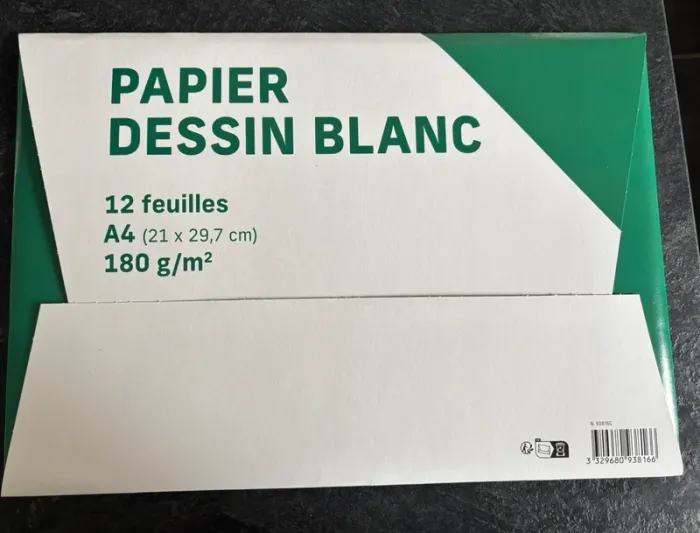 PAPIER
DESSIN BLANC
12 feuilles
A4 (21 x 29,7 cm)
180 g/m²
3 329680 938166